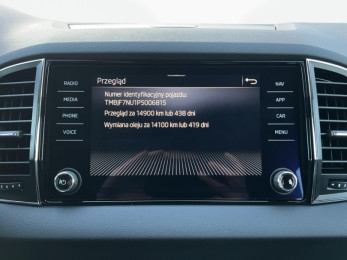 Przegląd
RADIO
MEDIA
PHONE
VOICE
Numer identyfikacyjny pojazdu:
TMBJF7NU1P5006815
Przegląd za 14900 km lub 438 dni
Wymiana oleju za 14100 km lub 419 dni
NAV
APP
CAR
MENU